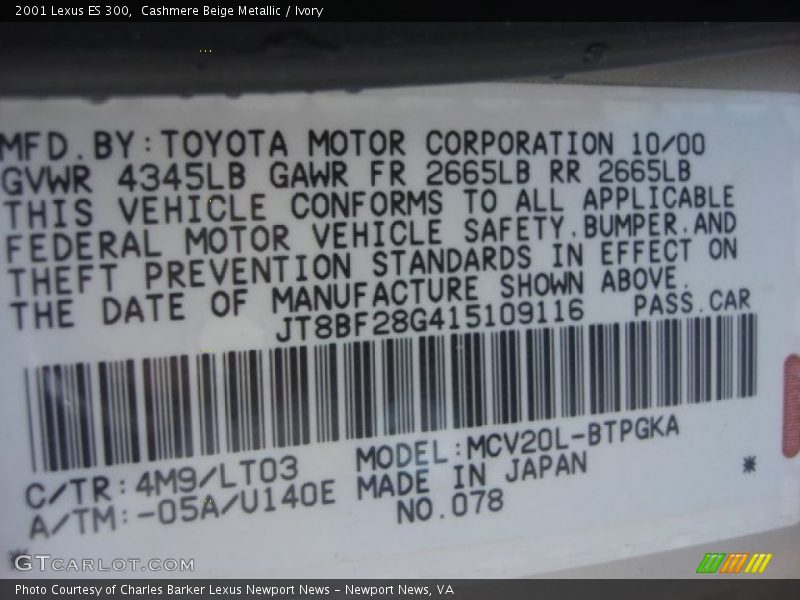 2001 Lexus ES 300, Cashmere Beige Metallic / Ivory
MFD.BY:TOYOTA MOTOR CORPORATION 10/00
GVWR 4345LB GAWR FR 2665LB RR 2665LB
THIS VEHICLE CONFORMS TO ALL APPLICABLE
FEDERAL MOTOR VEHICLE SAFETY.BUMPER.AND
THEFT PREVENTION STANDARDS IN EFFECT ON
THE DATE OF MANUFACTURE SHOWN ABOVE.
JT8BF28G415109116 PASS.CAR
C/TR:4M9/LT03 MODEL:MCV20L-BTPGKA
A/TM:-05A/U140E MADE IN JAPAN
NO.078
GTCARLOT.COM
Photo Courtesy of Charles Barker Lexus Newport News - Newport News, VA